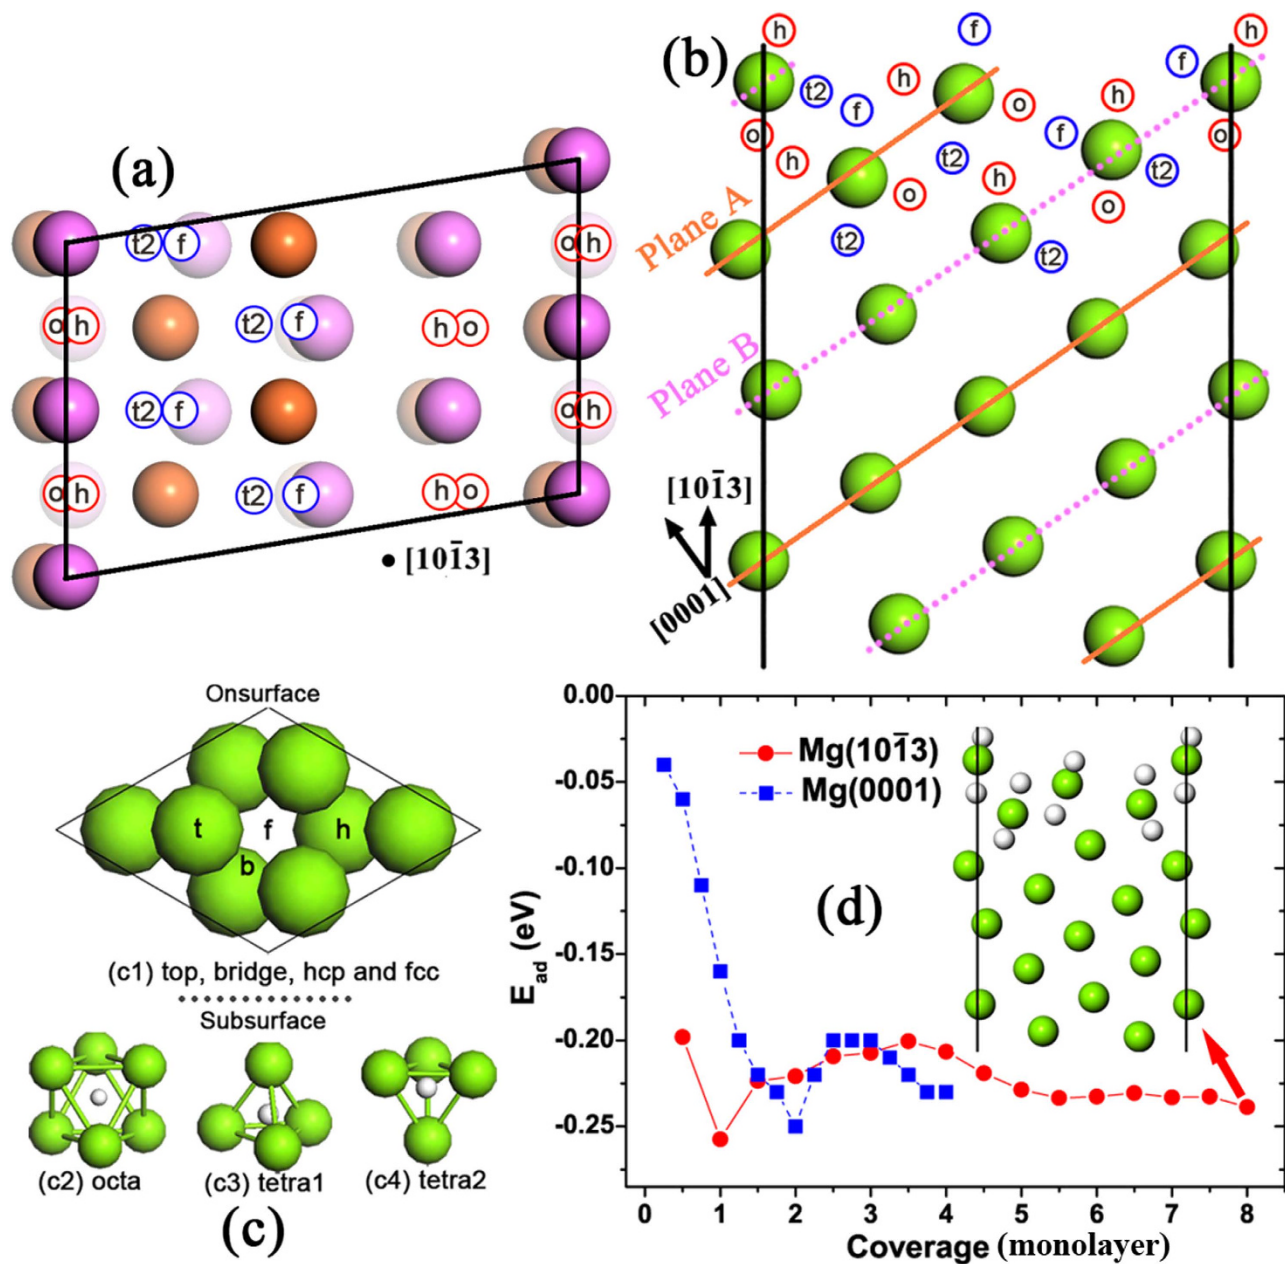 (a)
t2 f o h
o h t2 f h o
t2 f o h
o h t2 f h o
• [101̄3]
(b)
h f h
f
t2 h
f o h
o f o
h t2 t2
h
o o
t2
t2
Plane A
Plane B
[101̄3]
[0001]
Onsurface
t f h
b
(c1) top, bridge, hcp and fcc
Subsurface
(c2) octa (c3) tetra1 (c4) tetra2
(c)
0.00
-0.05
-0.10
-0.15
-0.20
-0.25
E_ad (eV)
Mg(101̄3)
Mg(0001)
(d)
0 1 2 3 4 5 6 7 8
Coverage (monolayer)